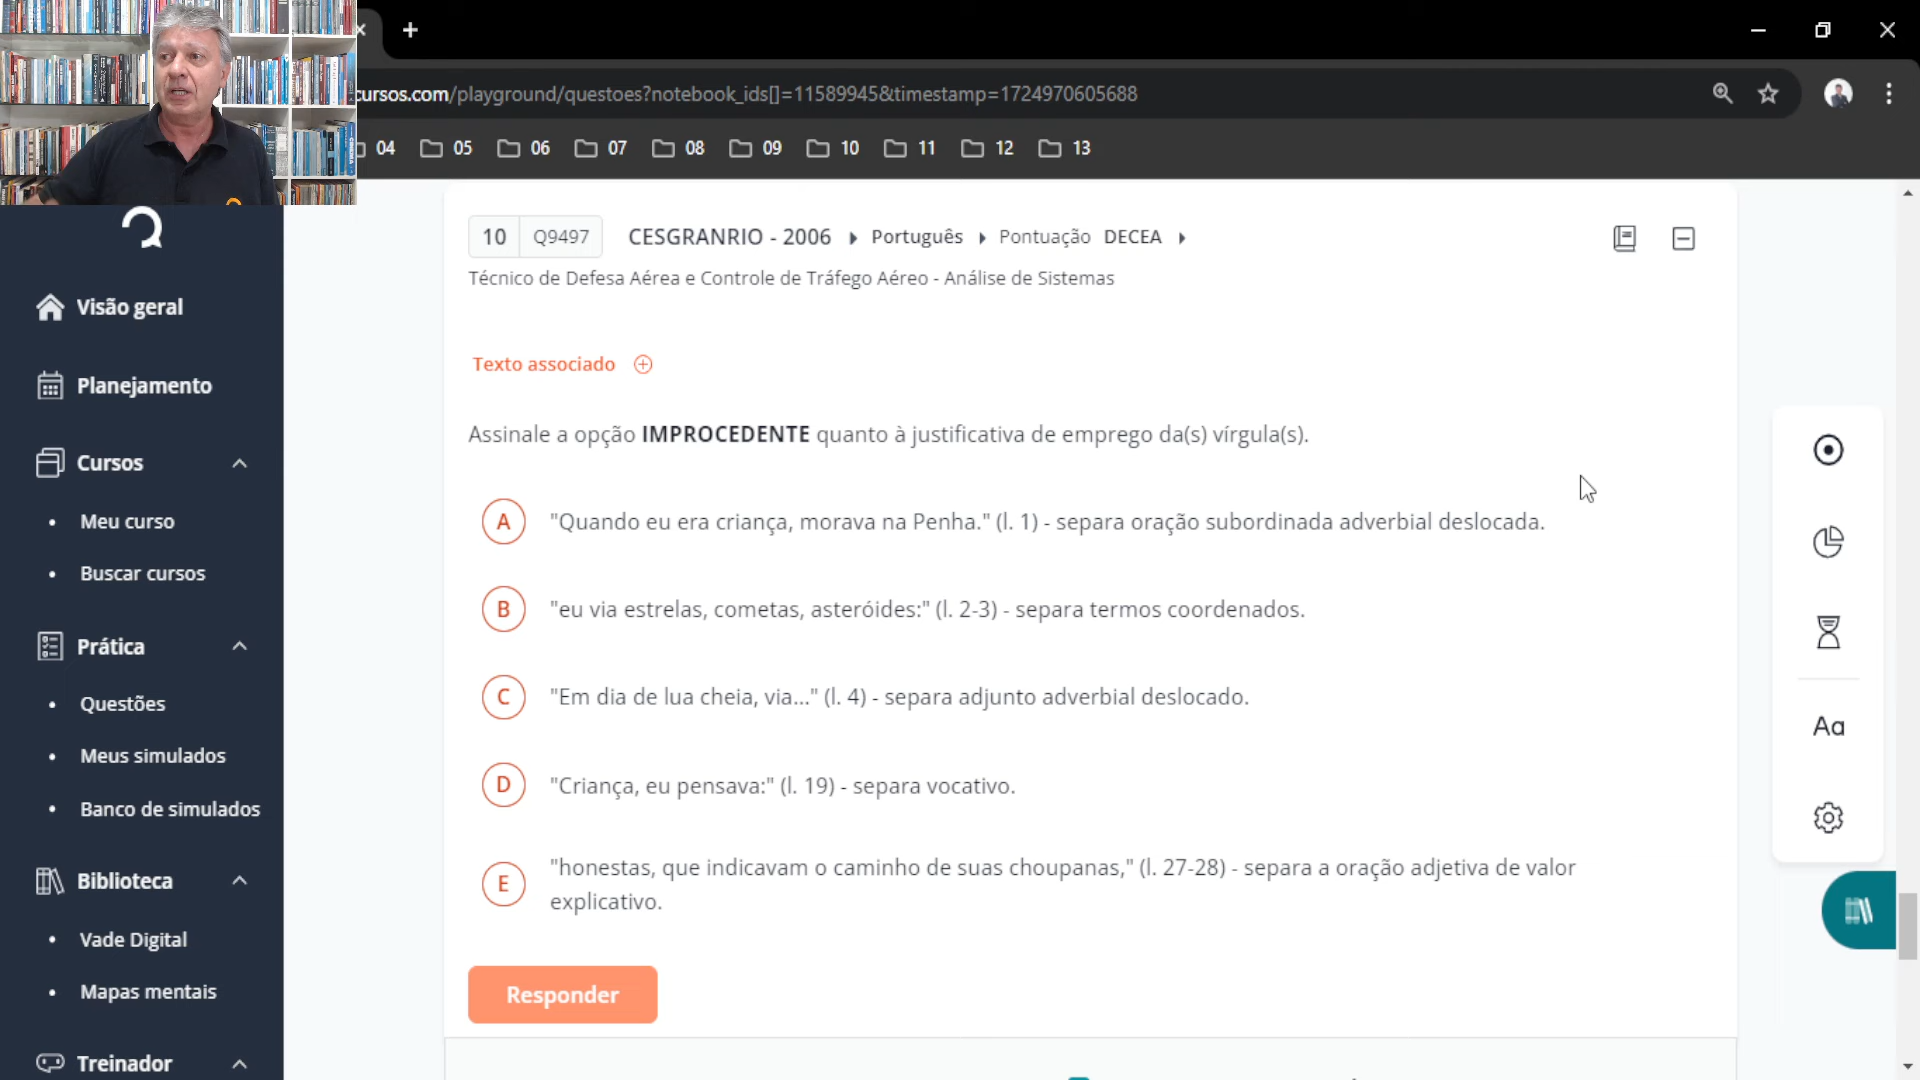 cursos.com/playground/questoes?notebook_ids[]=11589945&timestamp=1724970605688
04 05 06 07 08 09 10 11 12 13
Visão geral
Planejamento
Cursos
• Meu curso
• Buscar cursos
Prática
• Questões
• Meus simulados
• Banco de simulados
Biblioteca
• Vade Digital
• Mapas mentais
Treinador
10 Q9497 CESGRANRIO - 2006 Português Pontuação DECEA
Técnico de Defesa Aérea e Controle de Tráfego Aéreo - Análise de Sistemas
Texto associado
Assinale a opção IMPROCEDENTE quanto à justificativa de emprego da(s) vírgula(s).
A "Quando eu era criança, morava na Penha." (l. 1) - separa oração subordinada adverbial deslocada.
B "eu via estrelas, cometas, asteróides:" (l. 2-3) - separa termos coordenados.
C "Em dia de lua cheia, via..." (l. 4) - separa adjunto adverbial deslocado.
D "Criança, eu pensava:" (l. 19) - separa vocativo.
E "honestas, que indicavam o caminho de suas choupanas," (l. 27-28) - separa a oração adjetiva de valor
explicativo.
Responder
Aa